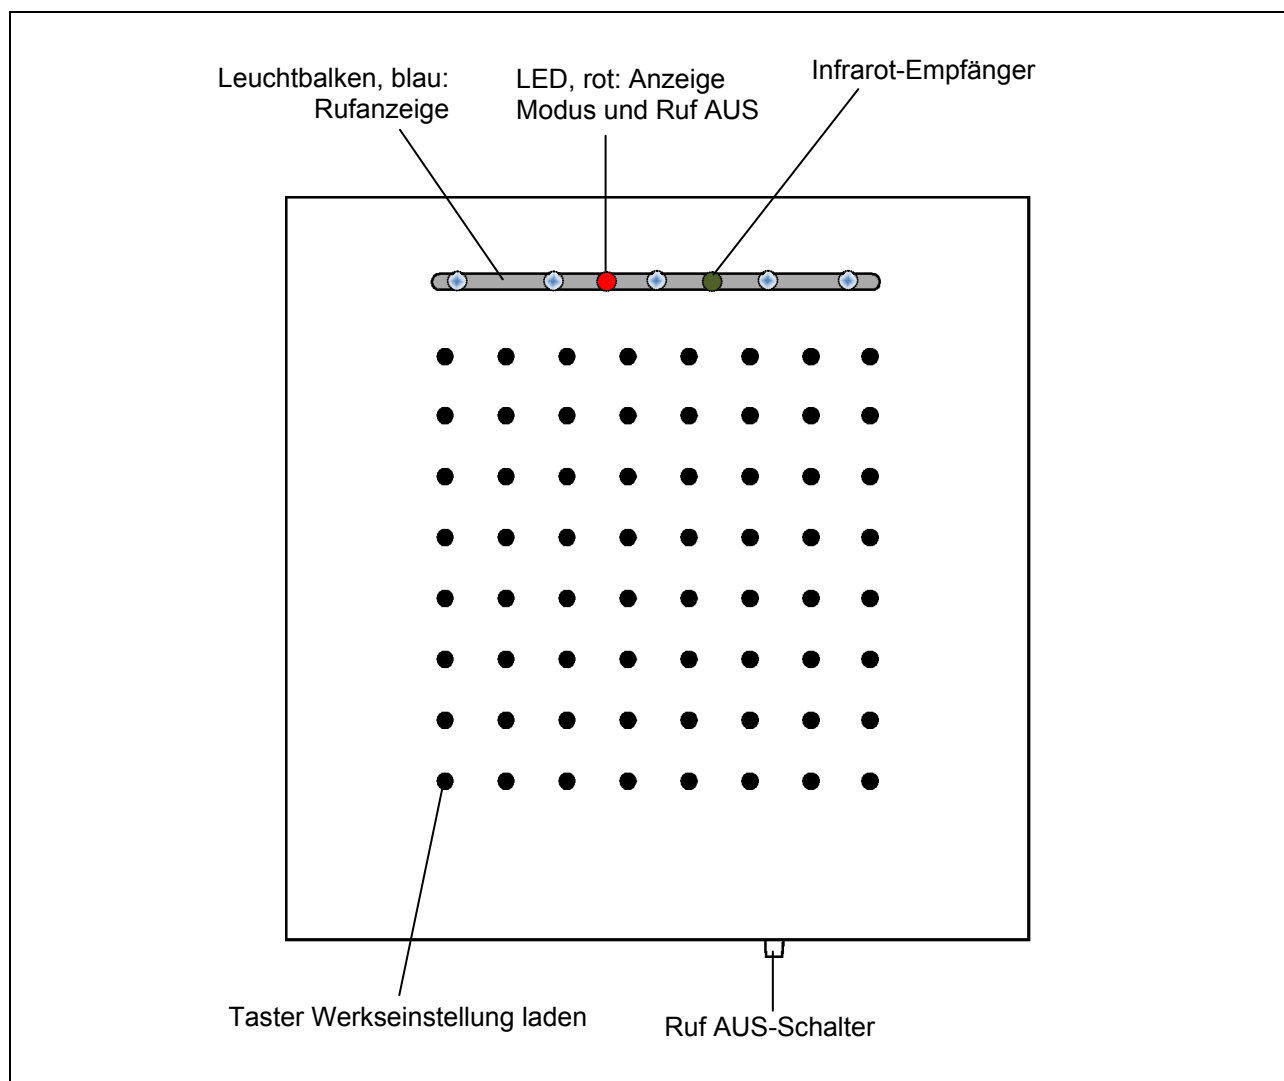 Leuchtbalken, blau:
Rufanzeige
LED, rot: Anzeige
Modus und Ruf AUS
Infrarot-Empfänger
Taster Werkseinstellung laden
Ruf AUS-Schalter